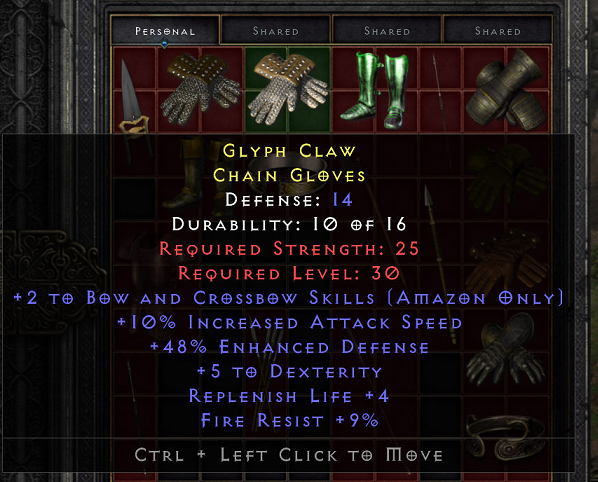 Personal
Shared
Shared
Shared
Glyph Claw
Chain Gloves
Defense: 14
Durability: 10 of 16
Required Strength: 25
Required Level: 30
+2 to Bow and Crossbow Skills (Amazon Only)
+10% Increased Attack Speed
+48% Enhanced Defense
+5 to Dexterity
Replenish Life +4
Fire Resist +9%
Ctrl + Left Click to Move